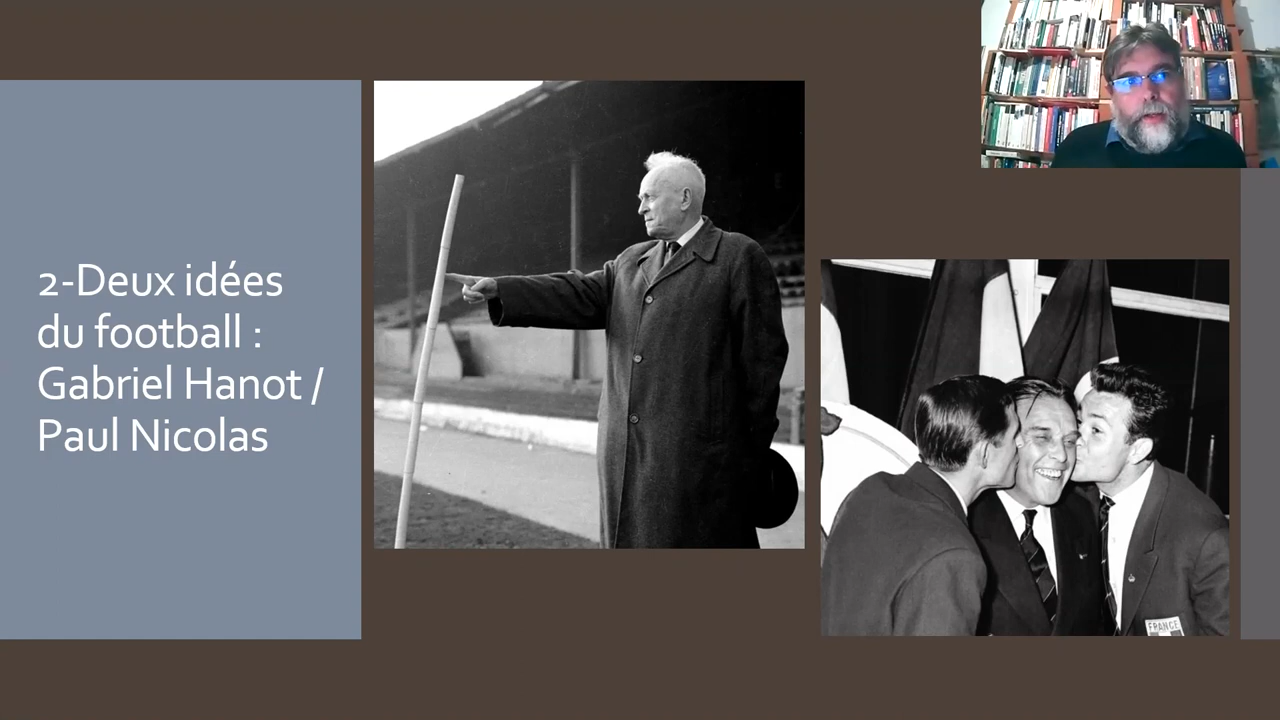 2-Deux idées
du football :
Gabriel Hanot /
Paul Nicolas
FRANCE